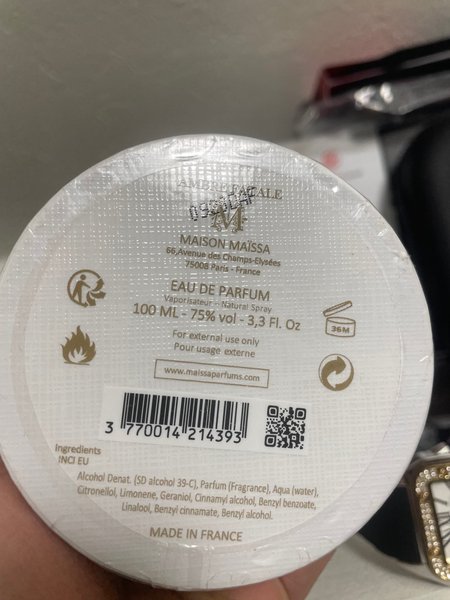 MAISON MAÏSSA
66,Avenue des Champs-Elysées
75008 Paris - France
EAU DE PARFUM
Vaporisateur - Natural Spray
100 ML - 75% vol - 3,3 Fl. Oz
For external use only
Pour usage externe
36M
www.maissaparfums.com
3 770014 214393
Ingredients
INCI EU
Alcohol Denat. (SD alcohol 39-C), Parfum (Fragrance), Aqua (water),
Citronellol, Limonene, Geraniol, Cinnamyl alcohol, Benzyl benzoate,
Linalool, Benzyl cinnamate, Benzyl alcohol.
MADE IN FRANCE